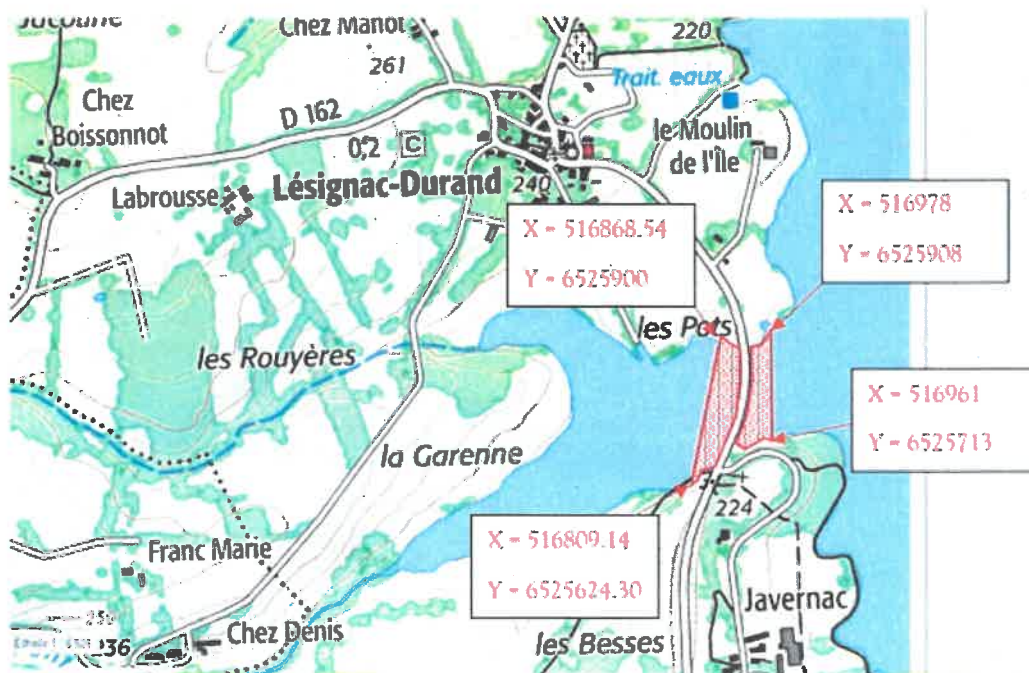 Chez Manot
220
261
Trait. eaux
Chez
Boissonnot
D 162
0,2 C
le Moulin
de l'Île
Labrousse
Lésignac-Durand
240
X = 516868.54
Y = 6525900
X = 516978
Y = 6525908
les Pots
les Rouyères
X = 516961
Y = 6525713
la Garenne
224
X = 516809.14
Y = 6525624.30
Franc Marie
Javernac
Chez Denis
les Besses